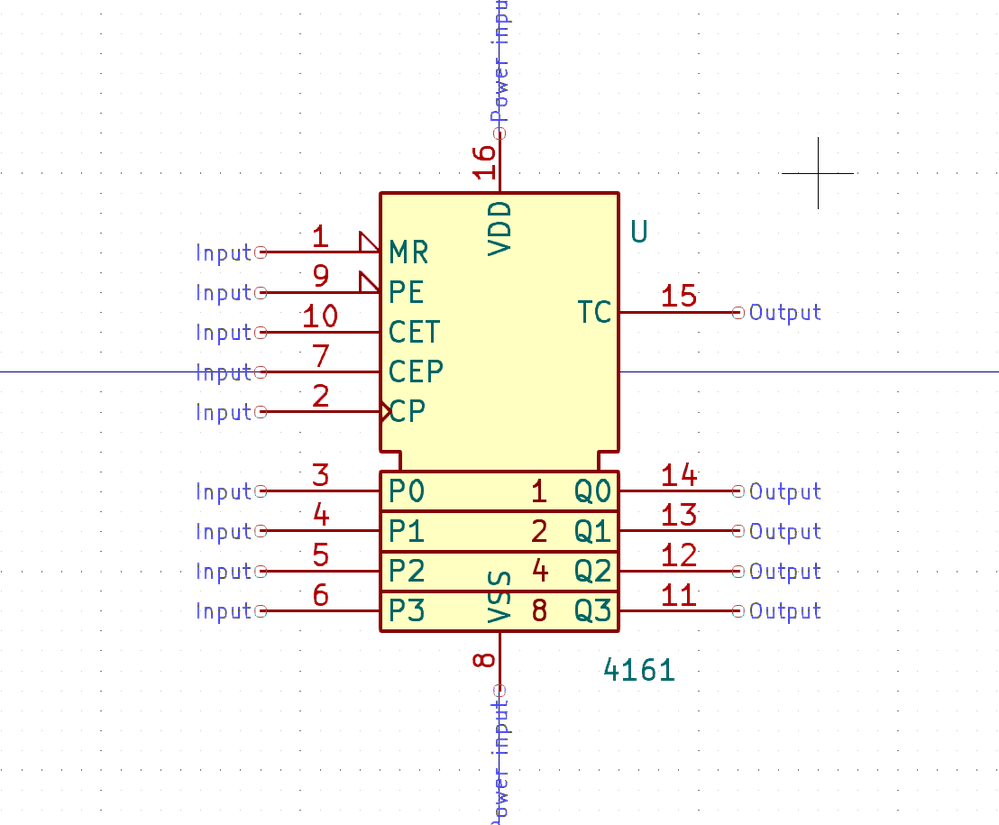 Power inpu
16
VDD
U
Input 1 MR
Input 9 PE
TC 15 Output
Input 10 CET
Input 7 CEP
Input 2 CP
Input 3 P0 1 Q0 14 Output
Input 4 P1 2 Q1 13 Output
Input 5 P2 4 Q2 12 Output
Input 6 P3 8 Q3 11 Output
VSS
8
4161
Power input